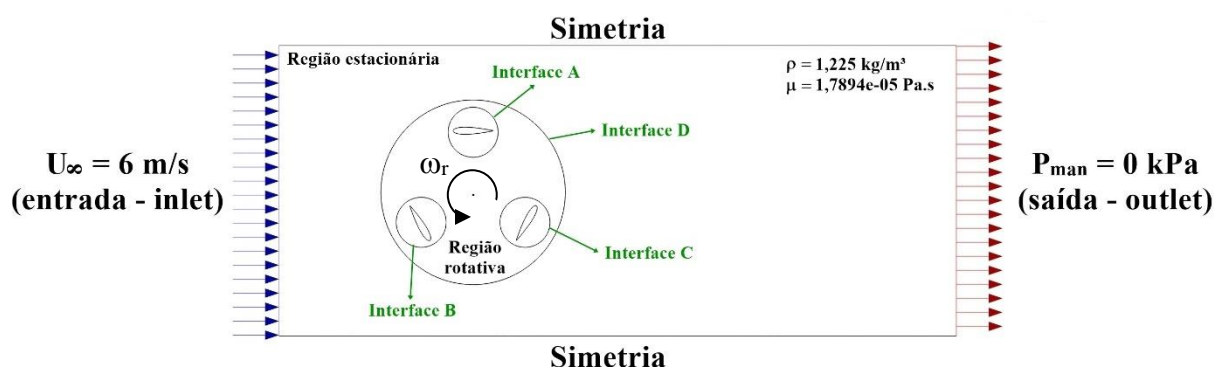 Simetria
Região estacionária
Interface A
ρ = 1,225 kg/m³
μ = 1,7894e-05 Pa.s
Interface D
U∞ = 6 m/s
(entrada - inlet)
ωr
Pman = 0 kPa
(saída - outlet)
Região
rotativa
Interface C
Interface B
Simetria